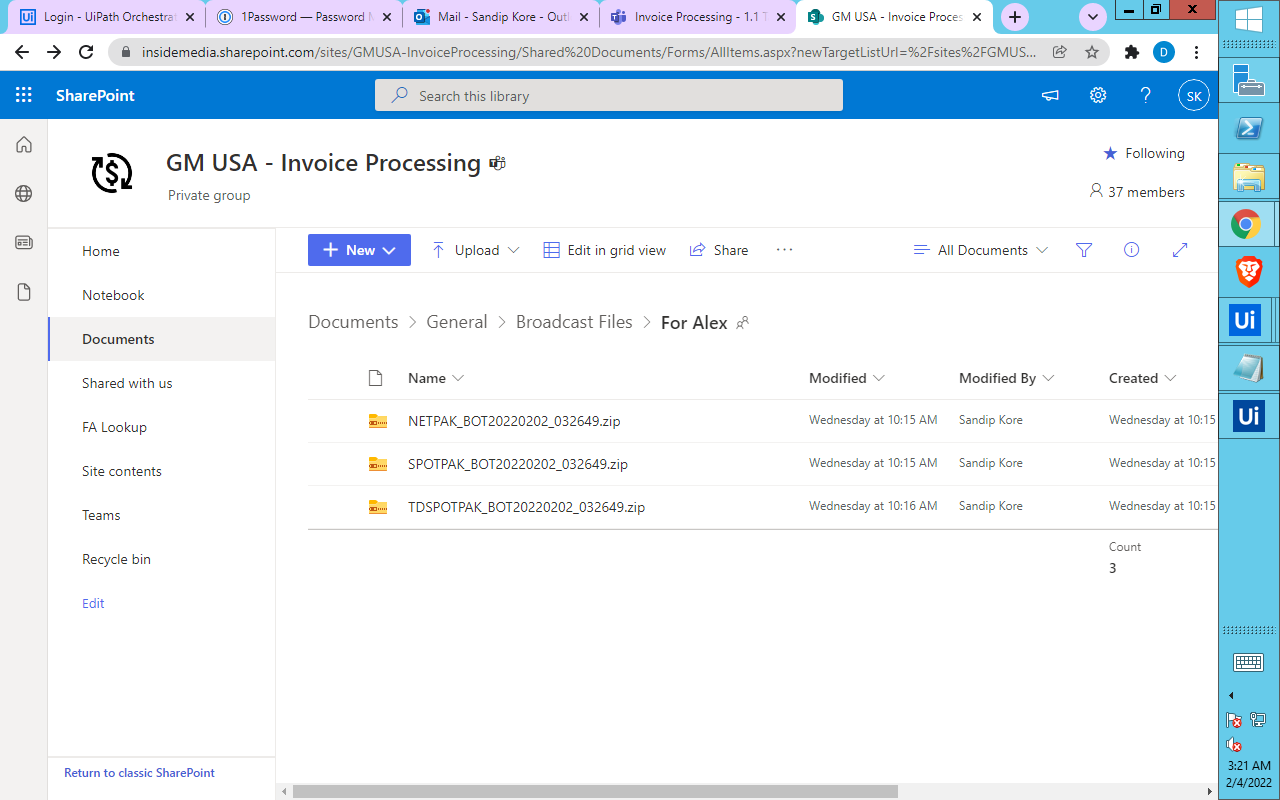 Login - UiPath Orchestrat
1Password — Password M
Mail - Sandip Kore - Outl
Invoice Processing - 1.1 T
GM USA - Invoice Proces
insidemedia.sharepoint.com/sites/GMUSA-InvoiceProcessing/Shared%20Documents/Forms/AllItems.aspx?newTargetListUrl=%2Fsites%2FGMUS...
D
SharePoint
Search this library
SK
GM USA - Invoice Processing
Private group
Following
37 members
Home
Notebook
Documents
Shared with us
FA Lookup
Site contents
Teams
Recycle bin
Edit
Return to classic SharePoint
New
Upload
Edit in grid view
Share
All Documents
Documents > General > Broadcast Files > For Alex
Name Modified Modified By Created
NETPAK_BOT20220202_032649.zip Wednesday at 10:15 AM Sandip Kore Wednesday at 10:15
SPOTPAK_BOT20220202_032649.zip Wednesday at 10:15 AM Sandip Kore Wednesday at 10:15
TDSPOTPAK_BOT20220202_032649.zip Wednesday at 10:16 AM Sandip Kore Wednesday at 10:15
Count
3
Ui
Ui
3:21 AM
2/4/2022